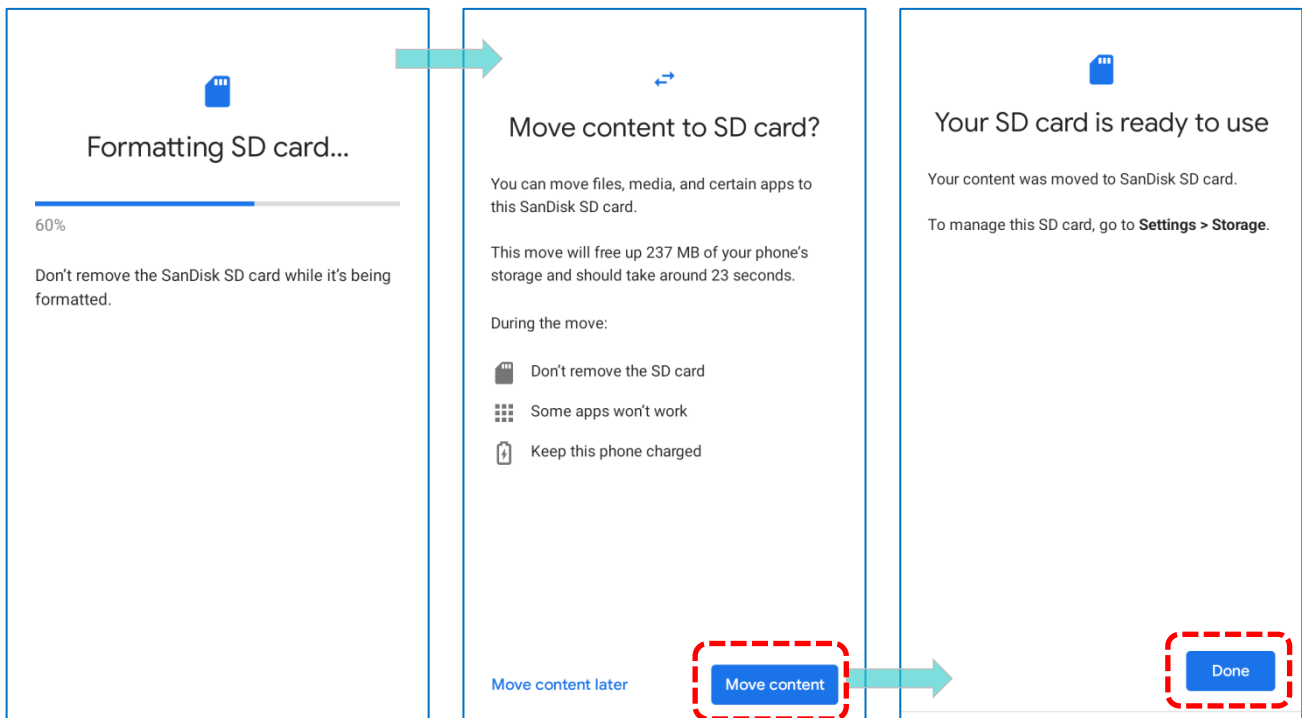 Formatting SD card...
60%
Don't remove the SanDisk SD card while it's being
formatted.
Move content to SD card?
You can move files, media, and certain apps to
this SanDisk SD card.
This move will free up 237 MB of your phone's
storage and should take around 23 seconds.
During the move:
Don't remove the SD card
Some apps won't work
Keep this phone charged
Move content later
Move content
Your SD card is ready to use
Your content was moved to SanDisk SD card.
To manage this SD card, go to Settings > Storage.
Done